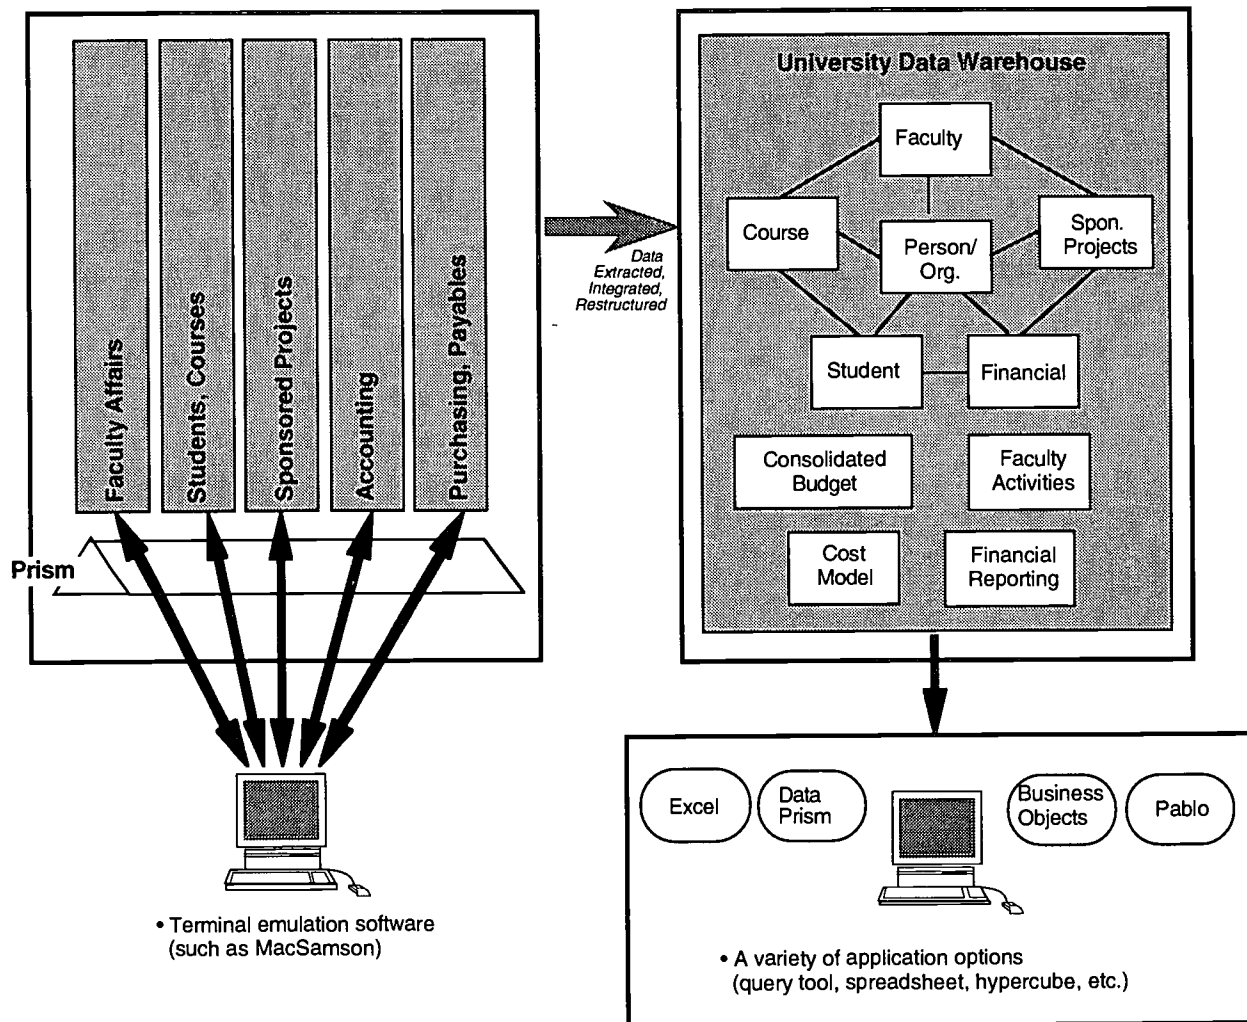 Faculty Affairs
Students, Courses
Sponsored Projects
Accounting
Purchasing, Payables
Prism
• Terminal emulation software
(such as MacSamson)
Data
Extracted,
Integrated,
Restructured
University Data Warehouse
Faculty
Course
Person/
Org.
Spon.
Projects
Student
Financial
Consolidated
Budget
Faculty
Activities
Cost
Model
Financial
Reporting
Excel
Data
Prism
Business
Objects
Pablo
• A variety of application options
(query tool, spreadsheet, hypercube, etc.)